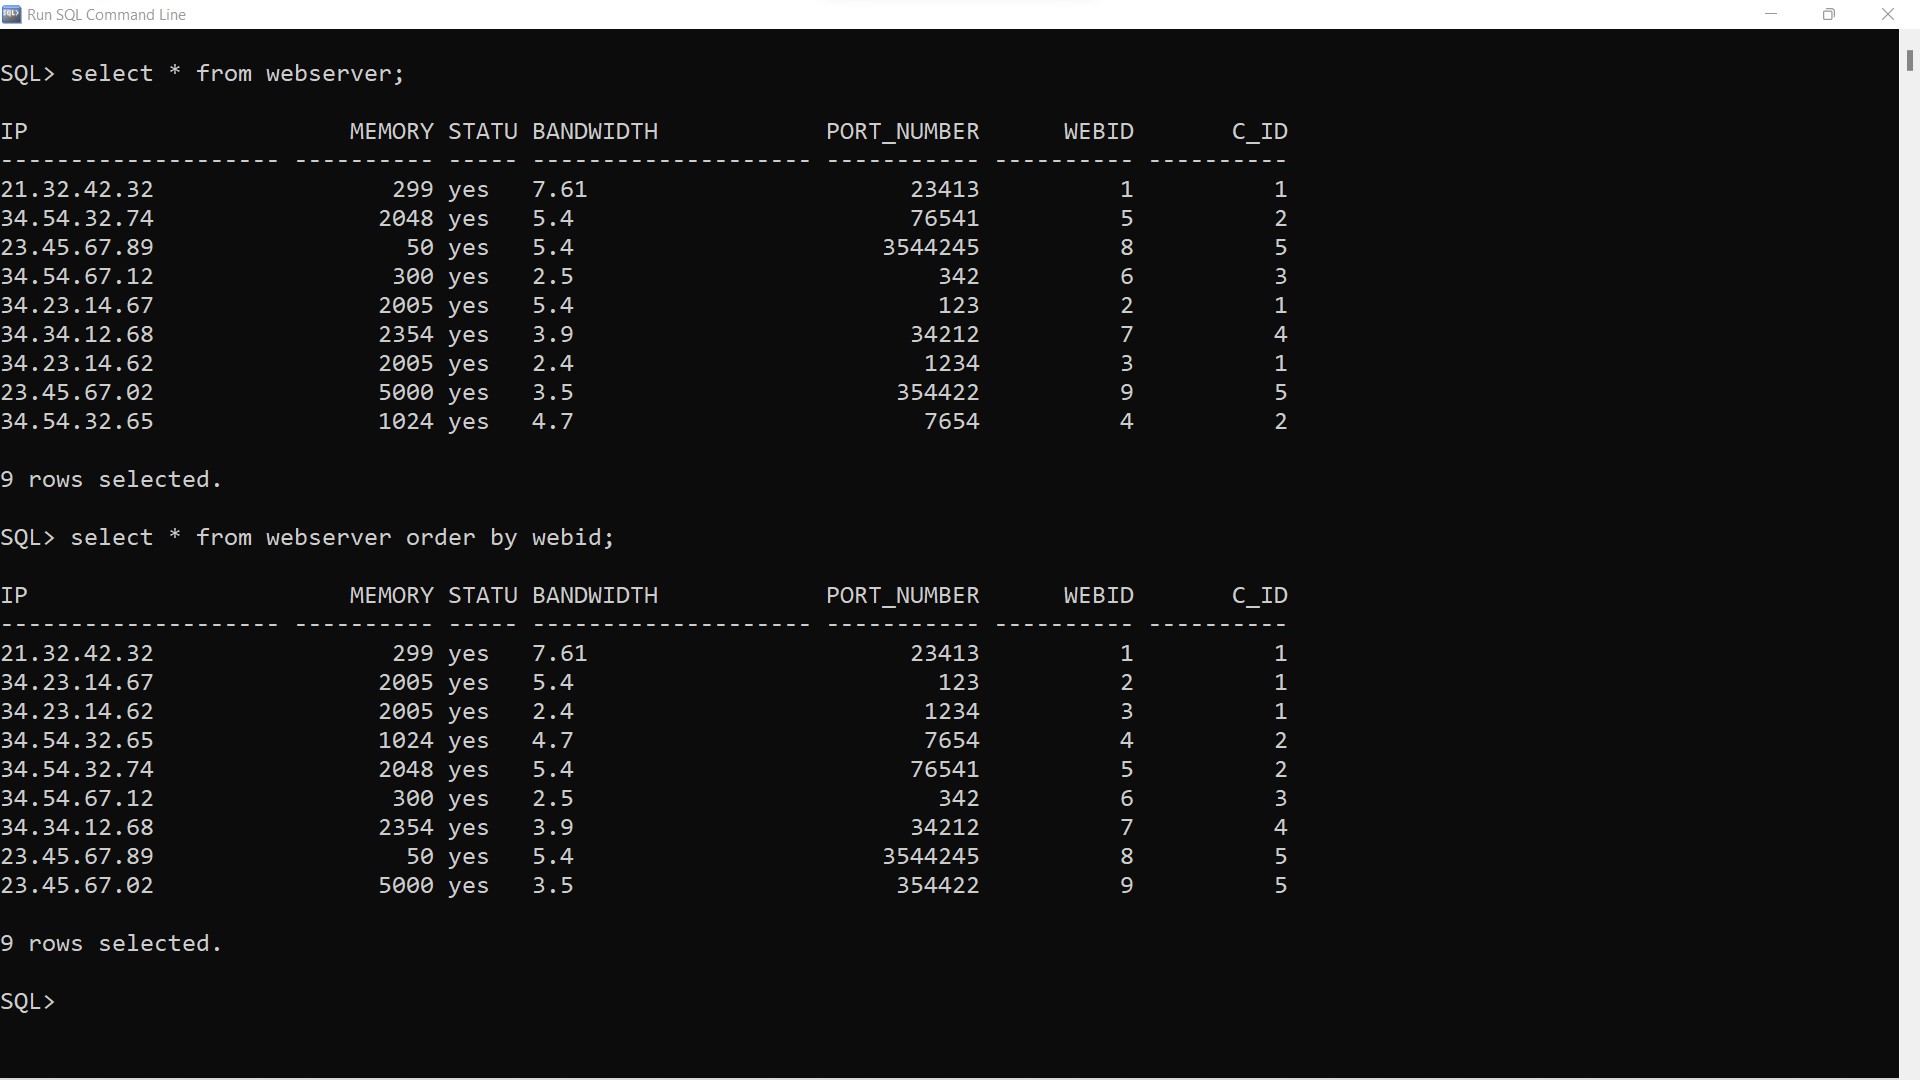 Run SQL Command Line
SQL> select * from webserver;
IP                       MEMORY STATU BANDWIDTH            PORT_NUMBER      WEBID       C_ID
-------------------- ---------- ----- -------------------- ----------- ---------- ----------
21.32.42.32                 299 yes   7.61                       23413          1          1
34.54.32.74                2048 yes   5.4                        76541          5          2
23.45.67.89                  50 yes   5.4                      3544245          8          5
34.54.67.12                 300 yes   2.5                          342          6          3
34.23.14.67                2005 yes   5.4                          123          2          1
34.34.12.68                2354 yes   3.9                        34212          7          4
34.23.14.62                2005 yes   2.4                         1234          3          1
23.45.67.02                5000 yes   3.5                       354422          9          5
34.54.32.65                1024 yes   4.7                         7654          4          2
9 rows selected.
SQL> select * from webserver order by webid;
IP                       MEMORY STATU BANDWIDTH            PORT_NUMBER      WEBID       C_ID
-------------------- ---------- ----- -------------------- ----------- ---------- ----------
21.32.42.32                 299 yes   7.61                       23413          1          1
34.23.14.67                2005 yes   5.4                          123          2          1
34.23.14.62                2005 yes   2.4                         1234          3          1
34.54.32.65                1024 yes   4.7                         7654          4          2
34.54.32.74                2048 yes   5.4                        76541          5          2
34.54.67.12                 300 yes   2.5                          342          6          3
34.34.12.68                2354 yes   3.9                        34212          7          4
23.45.67.89                  50 yes   5.4                      3544245          8          5
23.45.67.02                5000 yes   3.5                       354422          9          5
9 rows selected.
SQL>